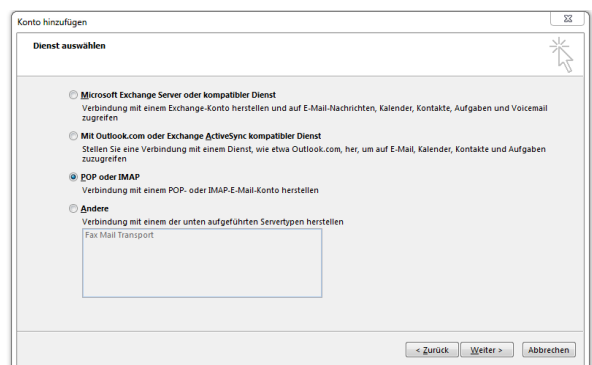 Konto hinzufügen
Dienst auswählen
Microsoft Exchange Server oder kompatibler Dienst
Verbindung mit einem Exchange-Konto herstellen und auf E-Mail-Nachrichten, Kalender, Kontakte, Aufgaben und Voicemail
zugreifen
Mit Outlook.com oder Exchange ActiveSync kompatibler Dienst
Stellen Sie eine Verbindung mit einem Dienst, wie etwa Outlook.com, her, um auf E-Mail, Kalender, Kontakte und Aufgaben
zuzugreifen
POP oder IMAP
Verbindung mit einem POP- oder IMAP-E-Mail-Konto herstellen
Andere
Verbindung mit einem der unten aufgeführten Servertypen herstellen
Fax Mail Transport
< Zurück Weiter > Abbrechen